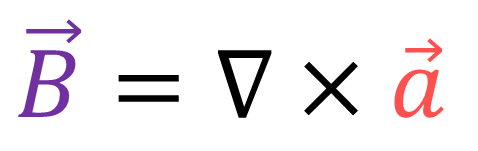 B⃗ = ∇ × a⃗